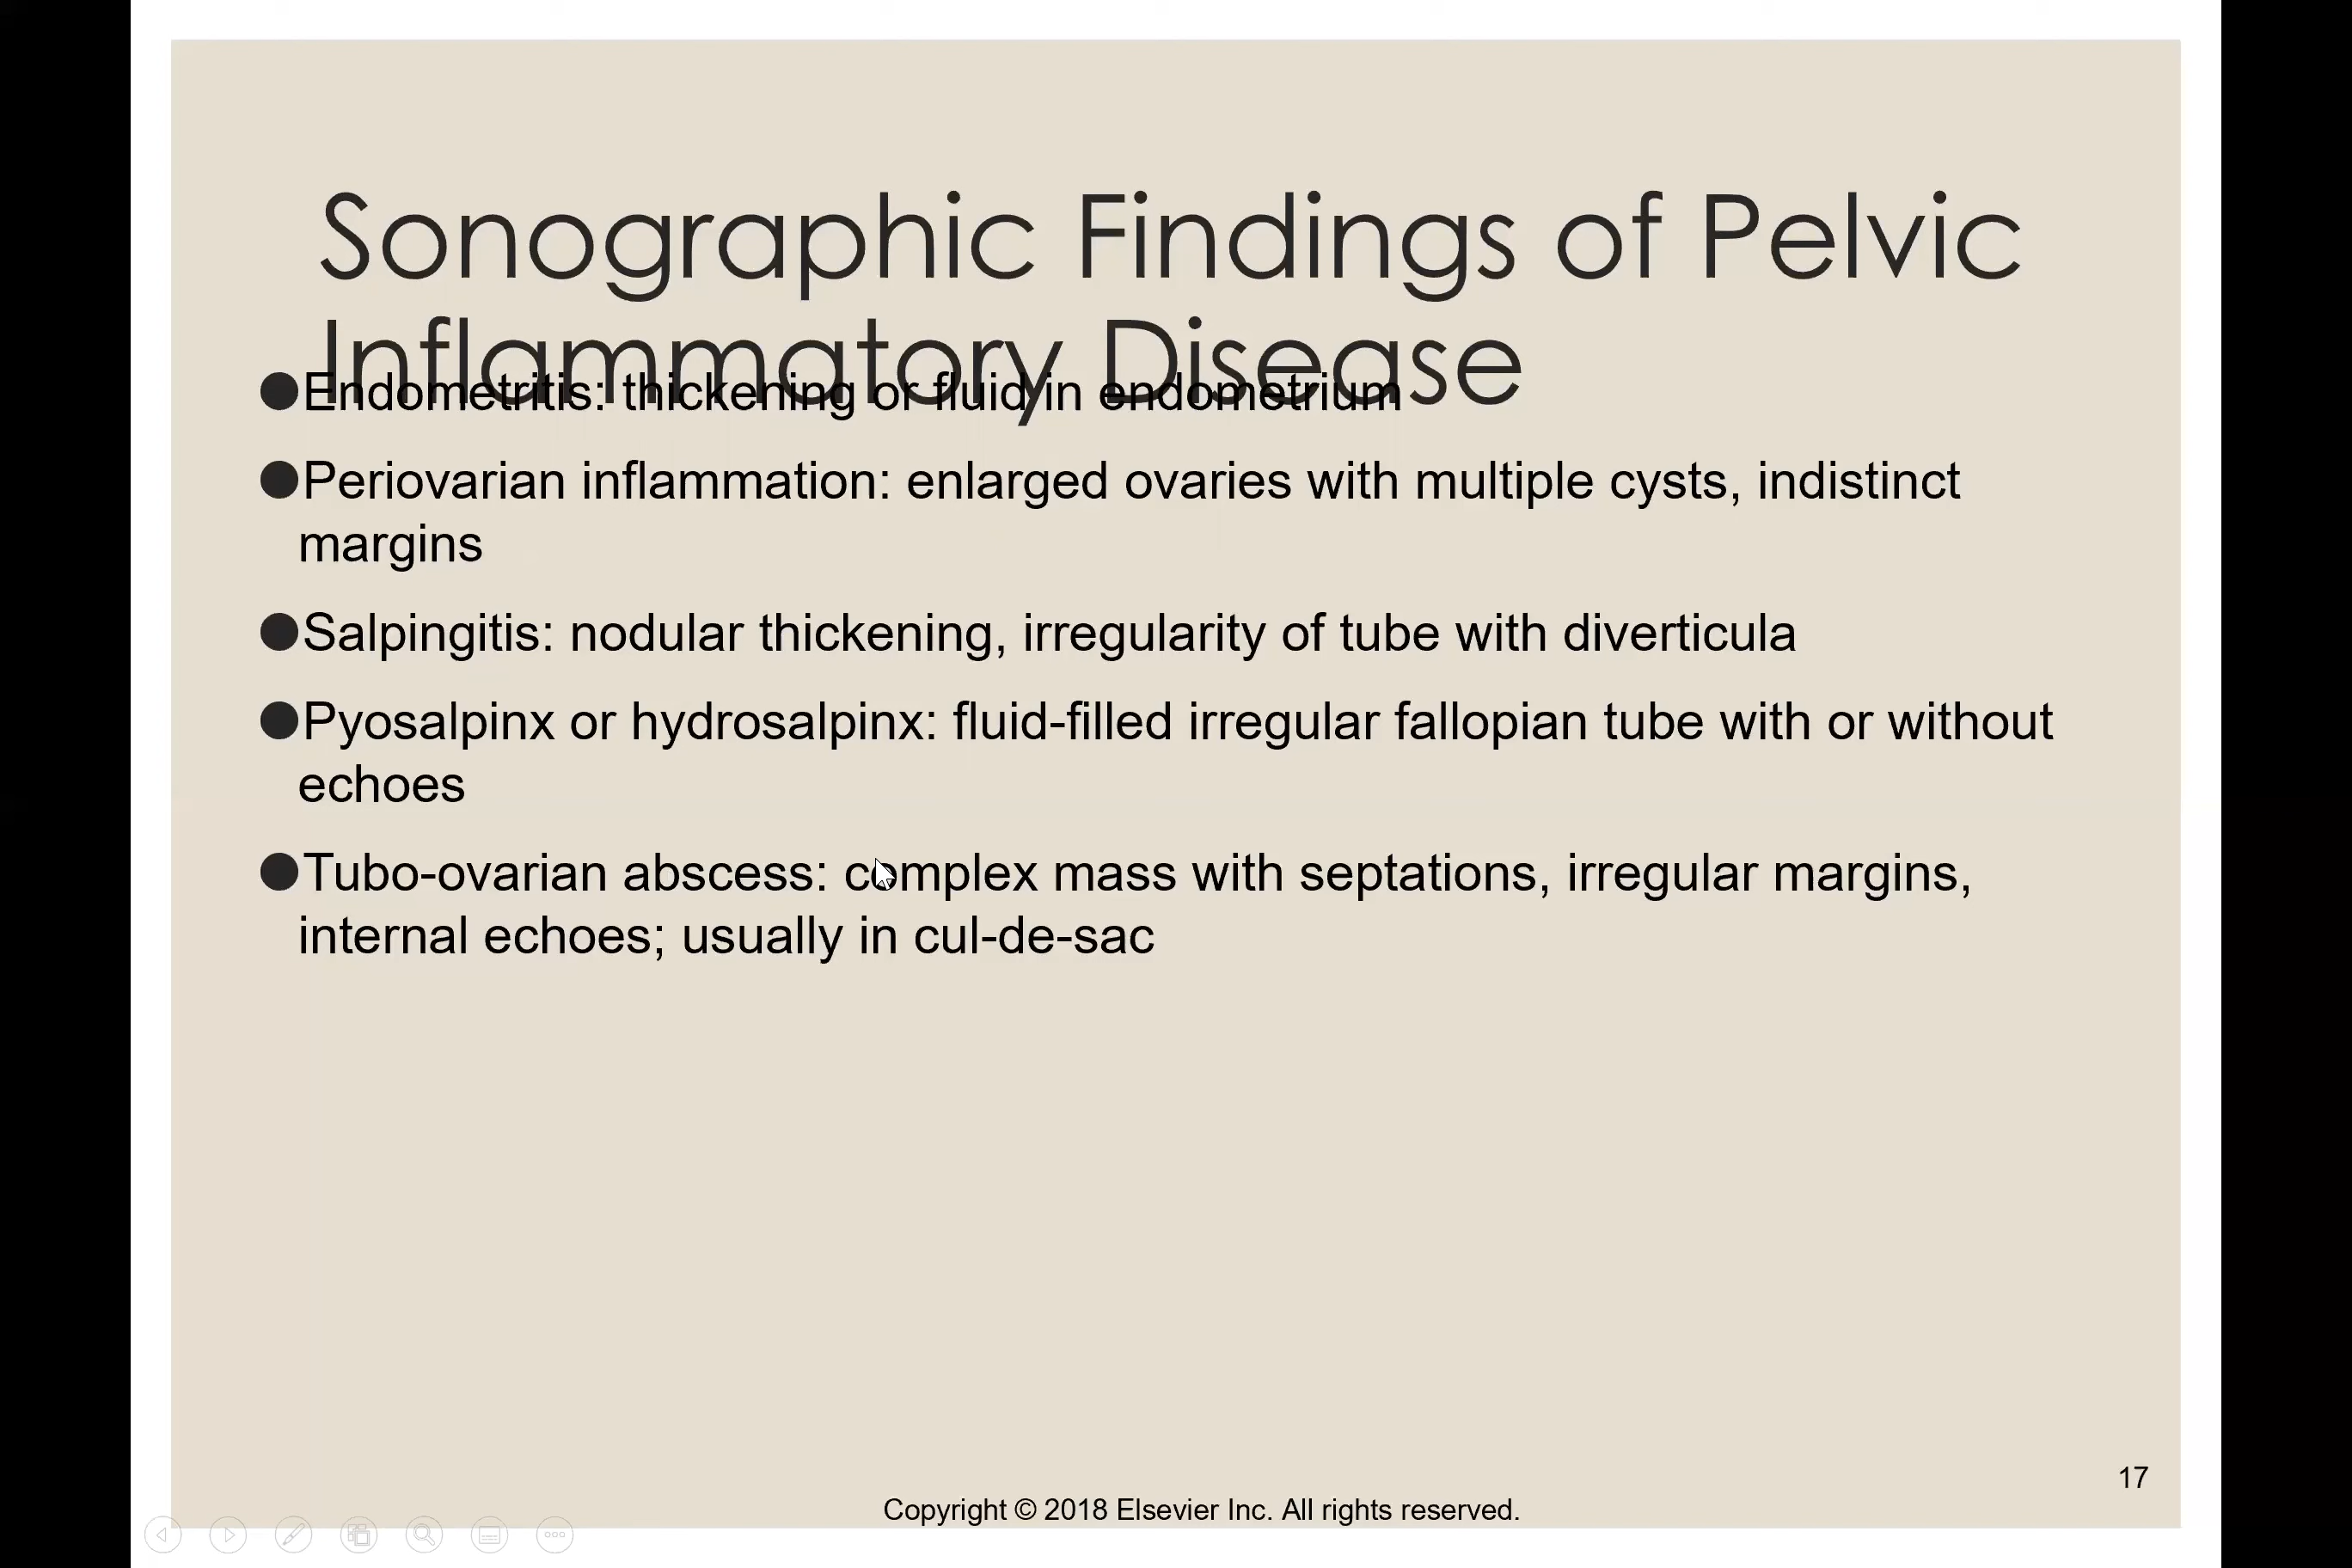 Sonographic Findings of Pelvic
Inflammatory Disease
●Endometritis: thickening or fluid in endometrium
●Periovarian inflammation: enlarged ovaries with multiple cysts, indistinct
margins
●Salpingitis: nodular thickening, irregularity of tube with diverticula
●Pyosalpinx or hydrosalpinx: fluid-filled irregular fallopian tube with or without
echoes
●Tubo-ovarian abscess: complex mass with septations, irregular margins,
internal echoes; usually in cul-de-sac
17
Copyright © 2018 Elsevier Inc. All rights reserved.